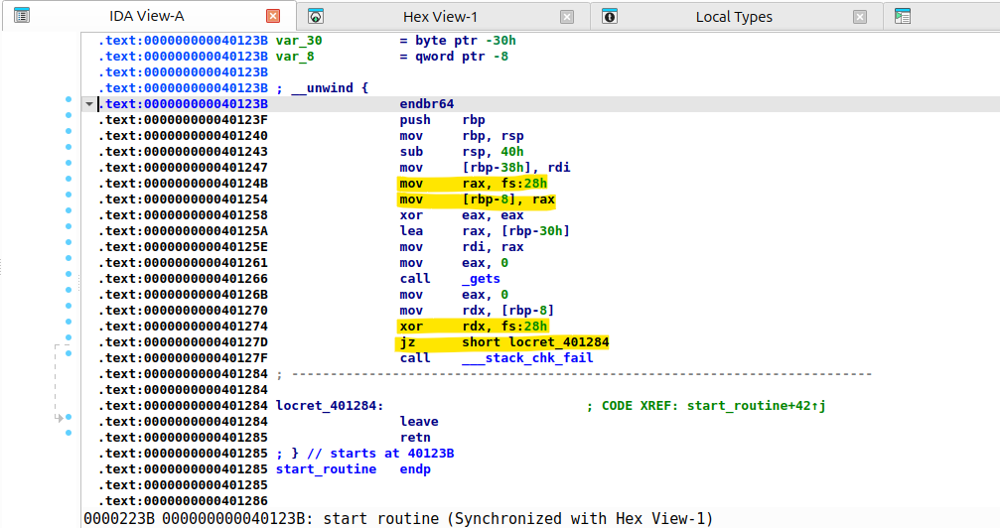 IDA View-A Hex View-1 Local Types
.text:000000000040123B var_30 = byte ptr -30h
.text:000000000040123B var_8 = qword ptr -8
.text:000000000040123B
.text:000000000040123B ; __unwind {
.text:000000000040123B endbr64
.text:000000000040123F push rbp
.text:0000000000401240 mov rbp, rsp
.text:0000000000401243 sub rsp, 40h
.text:0000000000401247 mov [rbp-38h], rdi
.text:000000000040124B mov rax, fs:28h
.text:0000000000401254 mov [rbp-8], rax
.text:0000000000401258 xor eax, eax
.text:000000000040125A lea rax, [rbp-30h]
.text:000000000040125E mov rdi, rax
.text:0000000000401261 mov eax, 0
.text:0000000000401266 call _gets
.text:000000000040126B mov eax, 0
.text:0000000000401270 mov rdx, [rbp-8]
.text:0000000000401274 xor rdx, fs:28h
.text:000000000040127D jz short locret_401284
.text:000000000040127F call ___stack_chk_fail
.text:0000000000401284 ; ---------------------------------------------------------------------------
.text:0000000000401284
.text:0000000000401284 locret_401284: ; CODE XREF: start_routine+42↑j
.text:0000000000401284 leave
.text:0000000000401285 retn
.text:0000000000401285 ; } // starts at 40123B
.text:0000000000401285 start_routine endp
.text:0000000000401285
.text:0000000000401286
0000223B 000000000040123B: start routine (Synchronized with Hex View-1)